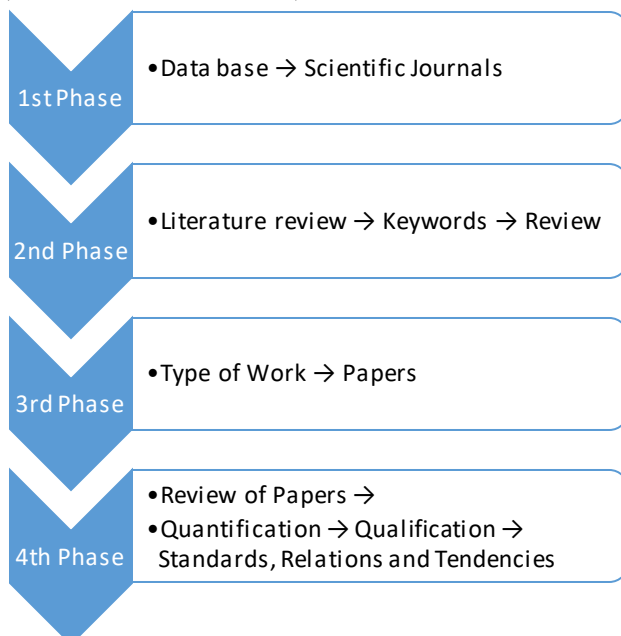 1st Phase
•Data base → Scientific Journals
2nd Phase
•Literature review → Keywords → Review
3rd Phase
•Type of Work → Papers
4th Phase
•Review of Papers →
•Quantification → Qualification →
Standards, Relations and Tendencies